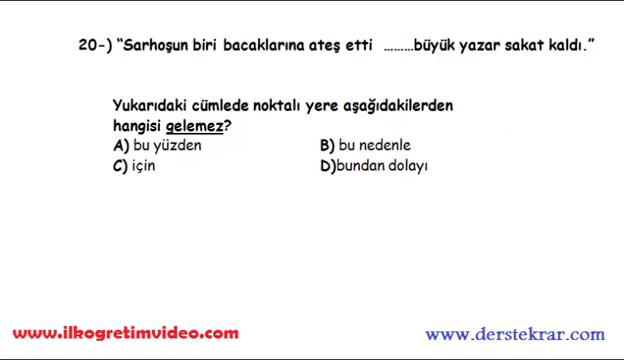 20-) “Sarhoşun biri bacaklarına ateş etti ………büyük yazar sakat kaldı.”
Yukarıdaki cümlede noktalı yere aşağıdakilerden
hangisi gelemez?
A) bu yüzden B) bu nedenle
C) için D)bundan dolayı
www.ilkogretimvideo.com www.derstekrar.com